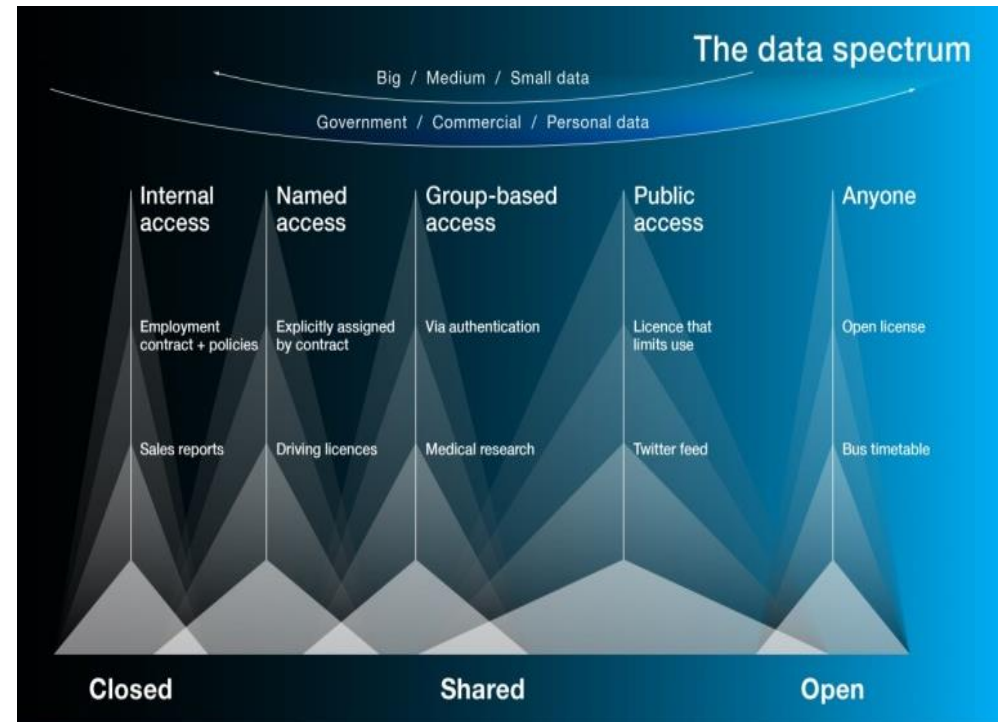 The data spectrum
Big / Medium / Small data
Government / Commercial / Personal data
Internal
access
Named
access
Group-based
access
Public
access
Anyone
Employment
contract + policies
Explicitly assigned
by contract
Via authentication
Licence that
limits use
Open license
Sales reports
Driving licences
Medical research
Twitter feed
Bus timetable
Closed
Shared
Open